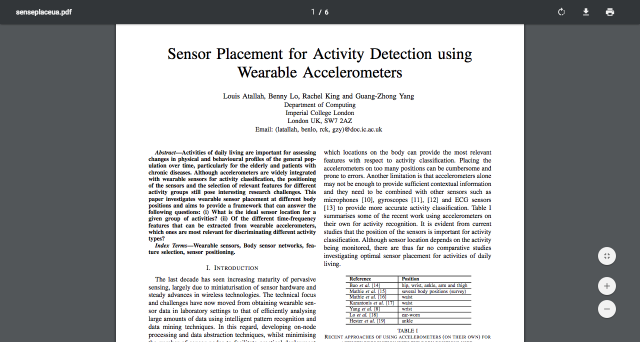 senseplaceua.pdf
1 / 6
Sensor Placement for Activity Detection using
Wearable Accelerometers
Louis Atallah, Benny Lo, Rachel King and Guang-Zhong Yang
Department of Computing
Imperial College London
London UK, SW7 2AZ
Email: (latallah, benlo, rck, gzy)@doc.ic.ac.uk
Abstract—Activities of daily living are important for assessing
changes in physical and behavioural profiles of the general pop-
ulation over time, particularly for the elderly and patients with
chronic diseases. Although accelerometers are widely integrated
with wearable sensors for activity classification, the positioning
of the sensors and the selection of relevant features for different
activity groups still pose interesting research challenges. This
paper investigates wearable sensor placement at different body
positions and aims to provide a framework that can answer the
following questions: (i) What is the ideal sensor location for a
given group of activities? (ii) Of the different time-frequency
features that can be extracted from wearable accelerometers,
which ones are most relevant for discriminating different activity
types?
Index Terms—Wearable sensors, Body sensor networks, fea-
ture selection, sensor positioning.
I. INTRODUCTION
The last decade has seen increasing maturity of pervasive
sensing, largely due to miniaturisation of sensor hardware and
steady advances in wireless technologies. The technical focus
and challenges have now moved from obtaining wearable sen-
sor data in laboratory settings to that of efficiently analysing
large amounts of data using intelligent pattern recognition and
data mining techniques. In this regard, developing on-node
processing and data abstraction techniques, whilst minimising
which locations on the body can provide the most relevant
features with respect to activity classification. Placing the
accelerometers on too many positions can be cumbersome and
prone to errors. Another limitation is that accelerometers alone
may not be enough to provide sufficient contextual information
and they need to be combined with other sensors such as
microphones [10], gyroscopes [11], [12] and ECG sensors
[13] to provide more accurate activity classification. Table I
summarises some of the recent work using accelerometers on
their own for activity recognition. It is evident from current
studies that the position of the sensors is important for activity
classification. Although sensor location depends on the activity
being monitored, there are thus far no comparative studies
investigating optimal sensor placement for activities of daily
living.
Reference Position
Bao et al. [14] hip, wrist, ankle, arm and thigh
Mathie et al. [15] several body positions (survey)
Mathie et al. [16] waist
Karantonis et al. [17] waist
Yang et al. [8] wrist
Lo et al. [18] ear-worn
Hester et al. [19] ankle
TABLE I
RECENT APPROACHES OF USING ACCELEROMETERS (ON THEIR OWN) FOR